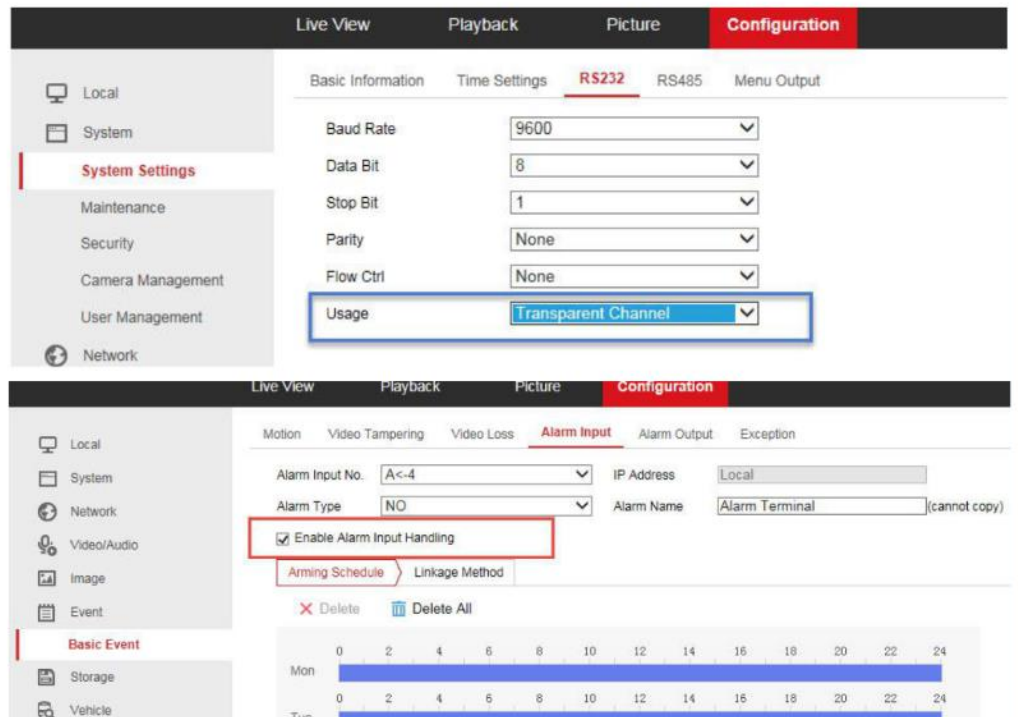 Live View Playback Picture Configuration
Basic Information Time Settings RS232 RS485 Menu Output
Local
System
System Settings
Maintenance
Security
Camera Management
User Management
Network
Baud Rate 9600
Data Bit 8
Stop Bit 1
Parity None
Flow Ctrl None
Usage Transparent Channel
Live View Playback Picture Configuration
Local
System
Network
Video/Audio
Image
Event
Basic Event
Storage
Vehicle
Motion Video Tampering Video Loss Alarm Input Alarm Output Exception
Alarm Input No. A<-4 IP Address Local
Alarm Type NO Alarm Name Alarm Terminal (cannot copy)
Enable Alarm Input Handling
Arming Schedule Linkage Method
Delete Delete All
0 2 4 6 8 10 12 14 16 18 20 22 24
Mon
0 2 4 6 8 10 12 14 16 18 20 22 24
Tue